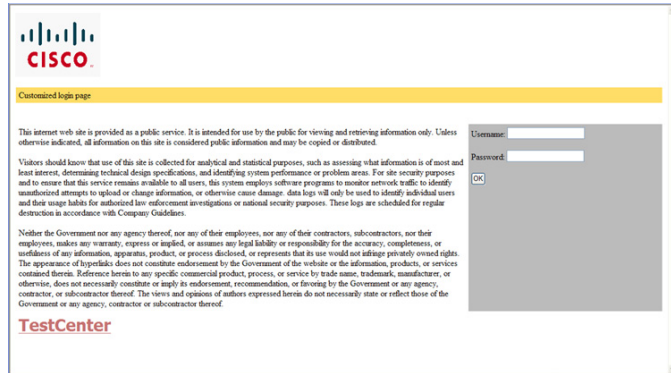 CISCO
Customized login page
This internet web site is provided as a public service. It is intended for use by the public for viewing and retrieving information only. Unless
otherwise indicated, all information on this site is considered public information and may be copied or distributed.
Visitors should know that use of this site is collected for analytical and statistical purposes, such as assessing what information is of most and
least interest, determining technical design specifications, and identifying system performance or problem areas. For site security purposes
and to ensure that this service remains available to all users, this system employs software programs to monitor network traffic to identify
unauthorized attempts to upload or change information, or otherwise cause damage. data logs will only be used to identify individual users
and their usage habits for authorized law enforcement investigations or national security purposes. These logs are scheduled for regular
destruction in accordance with Company Guidelines.
Neither the Government nor any agency thereof, nor any of their employees, nor any of their contractors, subcontractors, nor their
employees, makes any warranty, express or implied, or assumes any legal liability or responsibility for the accuracy, completeness, or
usefulness of any information, apparatus, product, or process disclosed, or represents that its use would not infringe privately owned rights.
The appearance of hyperlinks does not constitute endorsement by the Government of the website or the information, products, or services
contained therein. Reference herein to any specific commercial product, process, or service by trade name, trademark, manufacturer, or
otherwise, does not necessarily constitute or imply its endorsement, recommendation, or favoring by the Government or any agency,
contractor, or subcontractor thereof. The views and opinions of authors expressed herein do not necessarily state or reflect those of the
Government or any agency, contractor or subcontractor thereof.
TestCenter
Username:
Password:
OK